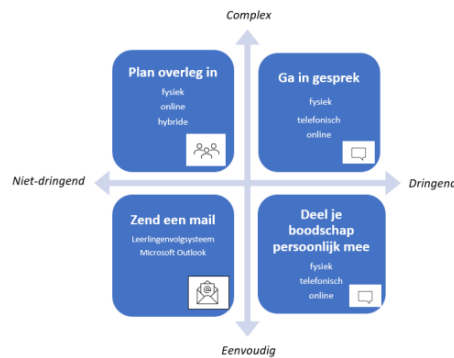 Complex
Plan overleg in
fysiek
online
hybride
Ga in gesprek
fysiek
telefonisch
online
Niet-dringend
Dringend
Zend een mail
Leerlingenvolgsysteem
Microsoft Outlook
Deel je
boodschap
persoonlijk mee
fysiek
telefonisch
online
Eenvoudig